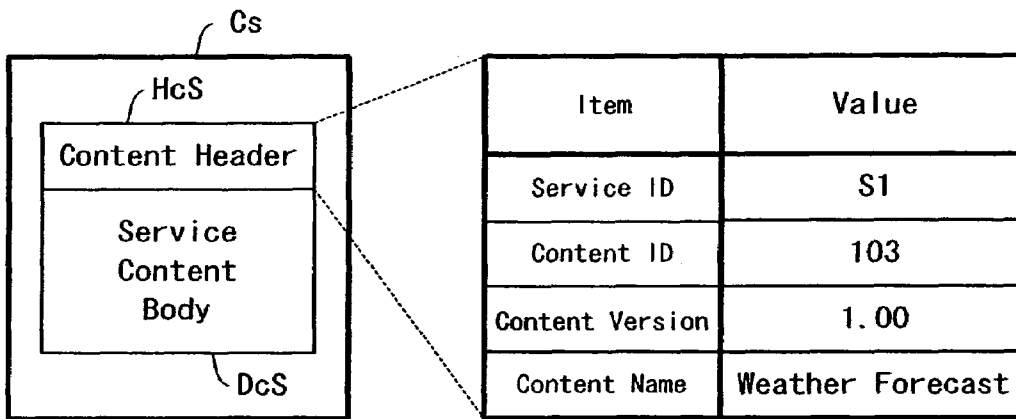 Cs
HcS
Content Header
Service
Content
Body
DcS
Item Value
Service ID S1
Content ID 103
Content Version 1.00
Content Name Weather Forecast